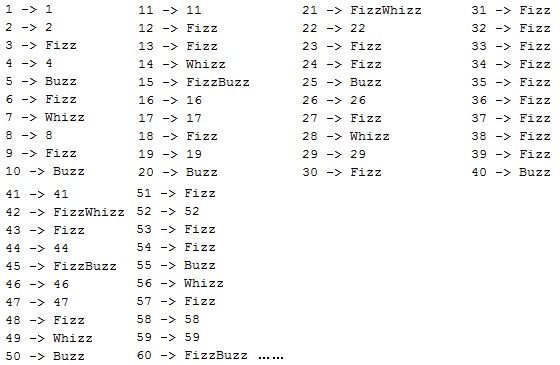 1 -> 1
2 -> 2
3 -> Fizz
4 -> 4
5 -> Buzz
6 -> Fizz
7 -> Whizz
8 -> 8
9 -> Fizz
10 -> Buzz
11 -> 11
12 -> Fizz
13 -> Fizz
14 -> Whizz
15 -> FizzBuzz
16 -> 16
17 -> 17
18 -> Fizz
19 -> 19
20 -> Buzz
21 -> FizzWhizz
22 -> 22
23 -> Fizz
24 -> Fizz
25 -> Buzz
26 -> 26
27 -> Fizz
28 -> Whizz
29 -> 29
30 -> Fizz
31 -> Fizz
32 -> Fizz
33 -> Fizz
34 -> Fizz
35 -> Fizz
36 -> Fizz
37 -> Fizz
38 -> Fizz
39 -> Fizz
40 -> Buzz
41 -> 41
42 -> FizzWhizz
43 -> Fizz
44 -> 44
45 -> FizzBuzz
46 -> 46
47 -> 47
48 -> Fizz
49 -> Whizz
50 -> Buzz
51 -> Fizz
52 -> 52
53 -> Fizz
54 -> Fizz
55 -> Buzz
56 -> Whizz
57 -> Fizz
58 -> 58
59 -> 59
60 -> FizzBuzz ……